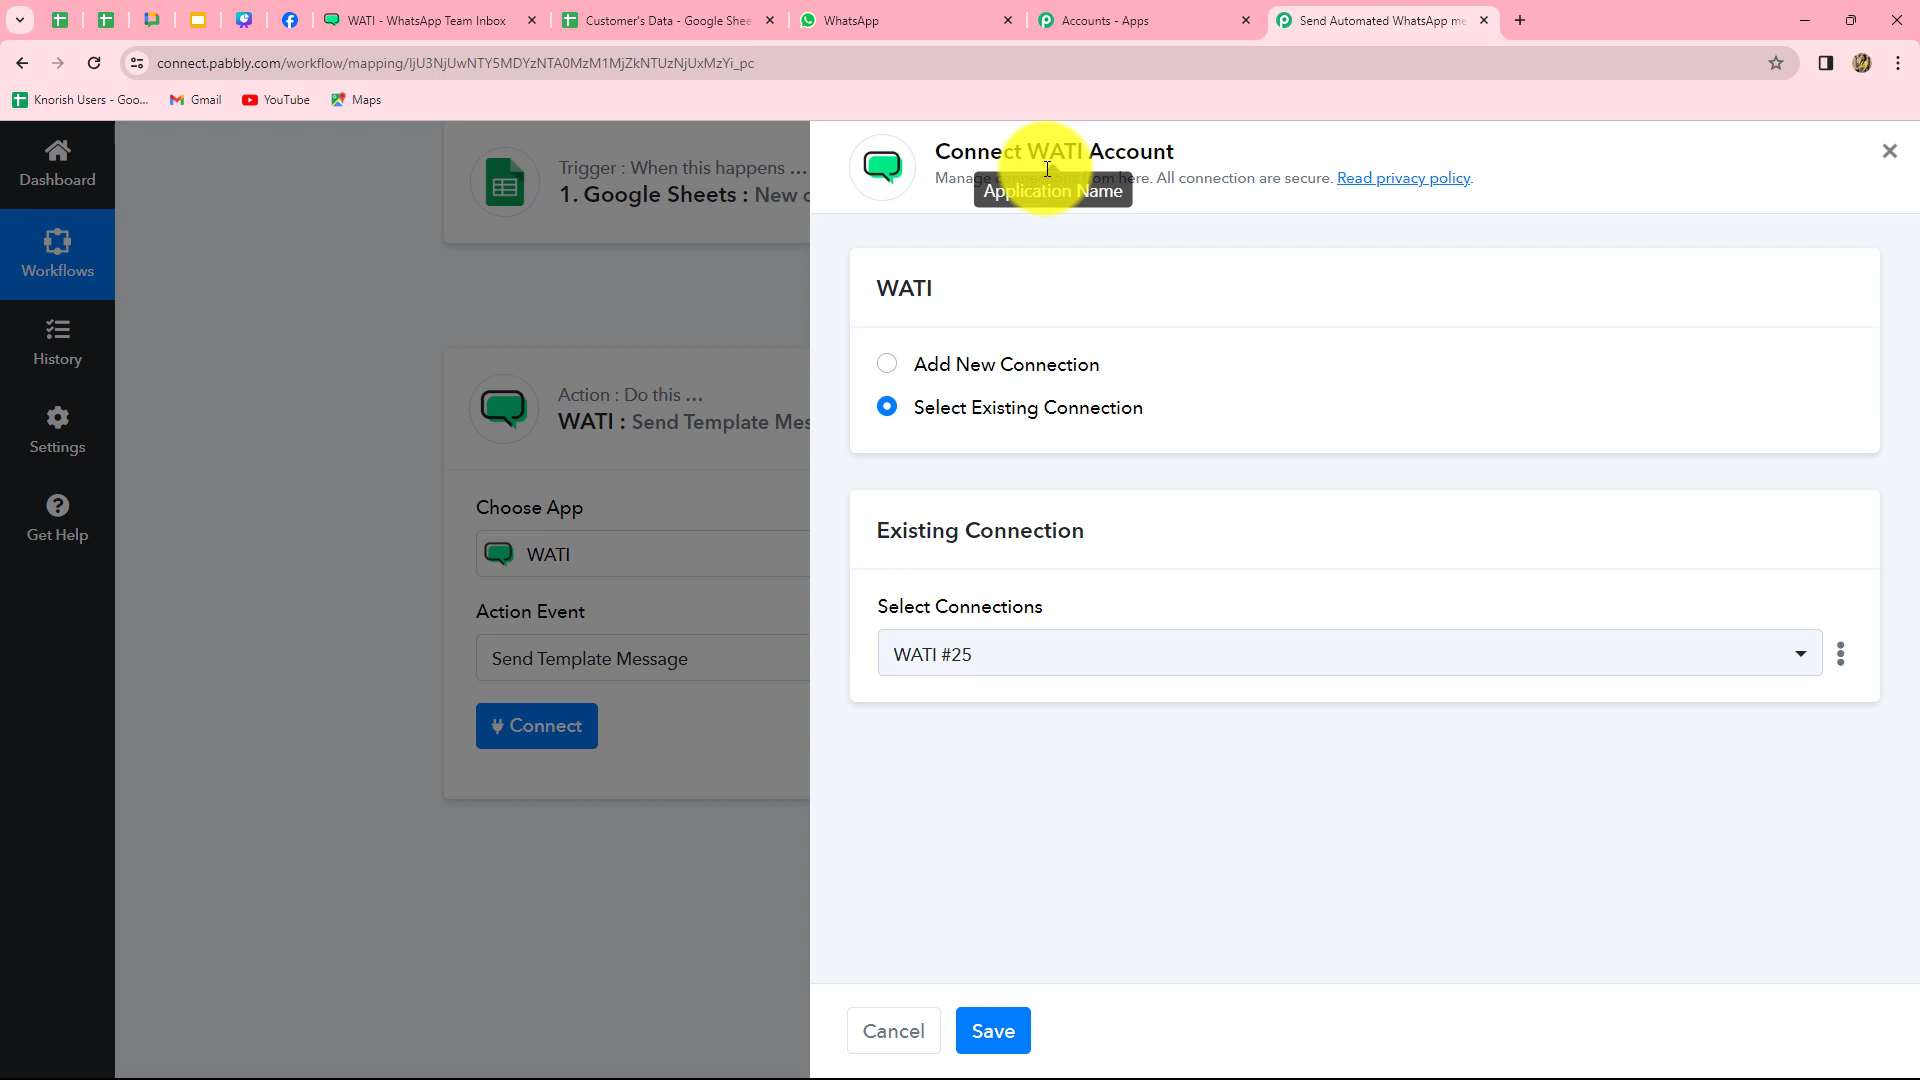 WATI - WhatsApp Team Inbox
Customer's Data - Google Shee
WhatsApp
Accounts - Apps
Send Automated WhatsApp me
connect.pabbly.com/workflow/mapping/IjU3NjUwNTY5MDYzNTA0MzM1MjZkNTUzNjUxMzYi_pc
Knorish Users - Goo...
Gmail
YouTube
Maps
Dashboard
Workflows
History
Settings
Get Help
Trigger : When this happens ...
1. Google Sheets : New
Action : Do this ...
WATI : Send Template Mes
Choose App
WATI
Action Event
Send Template Message
Connect
Connect WATI Account
Manage connections from here. All connection are secure. Read privacy policy.
Application Name
WATI
Add New Connection
Select Existing Connection
Existing Connection
Select Connections
WATI #25
Cancel
Save